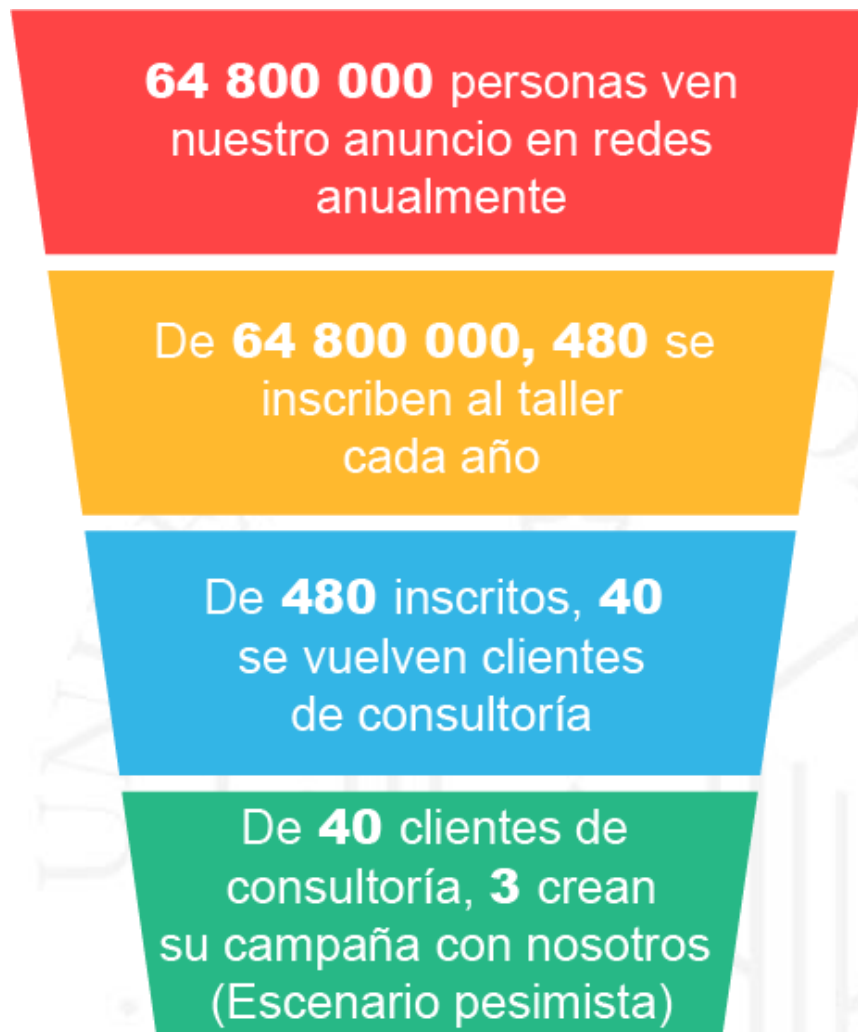 64 800 000 personas ven
nuestro anuncio en redes
anualmente
De 64 800 000, 480 se
inscriben al taller
cada año
De 480 inscritos, 40
se vuelven clientes
de consultoría
De 40 clientes de
consultoría, 3 crean
su campaña con nosotros
(Escenario pesimista)